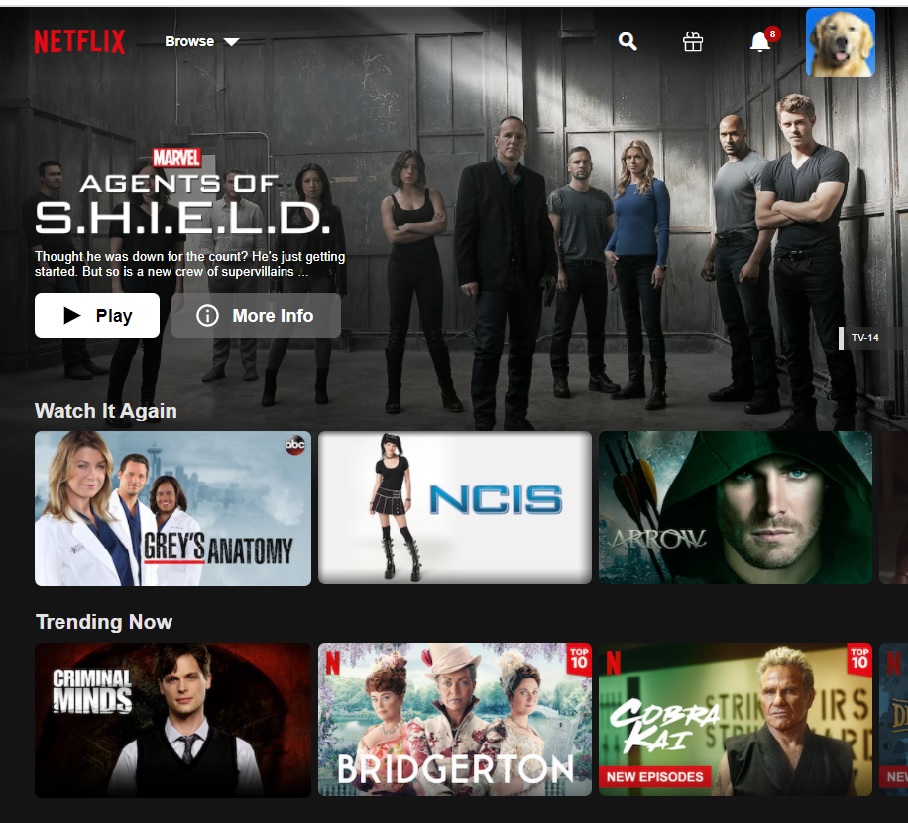 NETFLIX
Browse
8
MARVEL
AGENTS OF
S.H.I.E.L.D.
Thought he was down for the count? He's just getting
started. But so is a new crew of supervillains ...
Play
More Info
TV-14
Watch It Again
abc
GREY'S ANATOMY
NCIS
ARROW
Trending Now
CRIMINAL
MINDS
N
TOP
10
BRIDGERTON
N
TOP
10
COBRA
KAI
NEW EPISODES
N
NEW